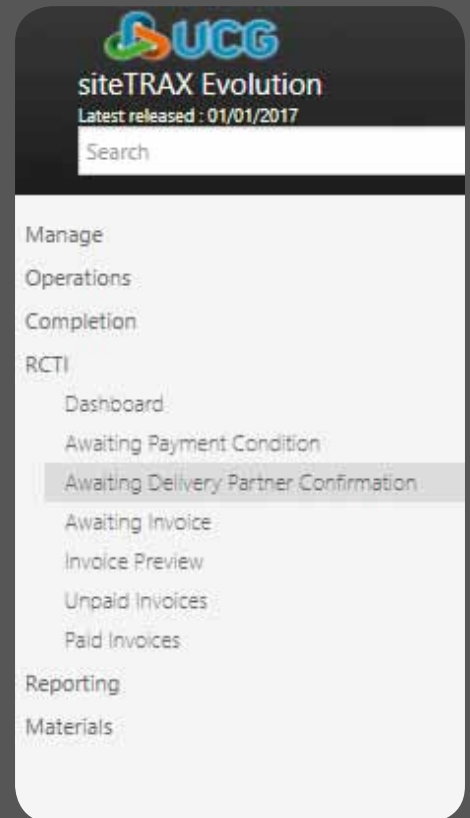 UCG
siteTRAX Evolution
Latest released : 01/01/2017
Search
Manage
Operations
Completion
RCTI
Dashboard
Awaiting Payment Condition
Awaiting Delivery Partner Confirmation
Awaiting Invoice
Invoice Preview
Unpaid Invoices
Paid Invoices
Reporting
Materials